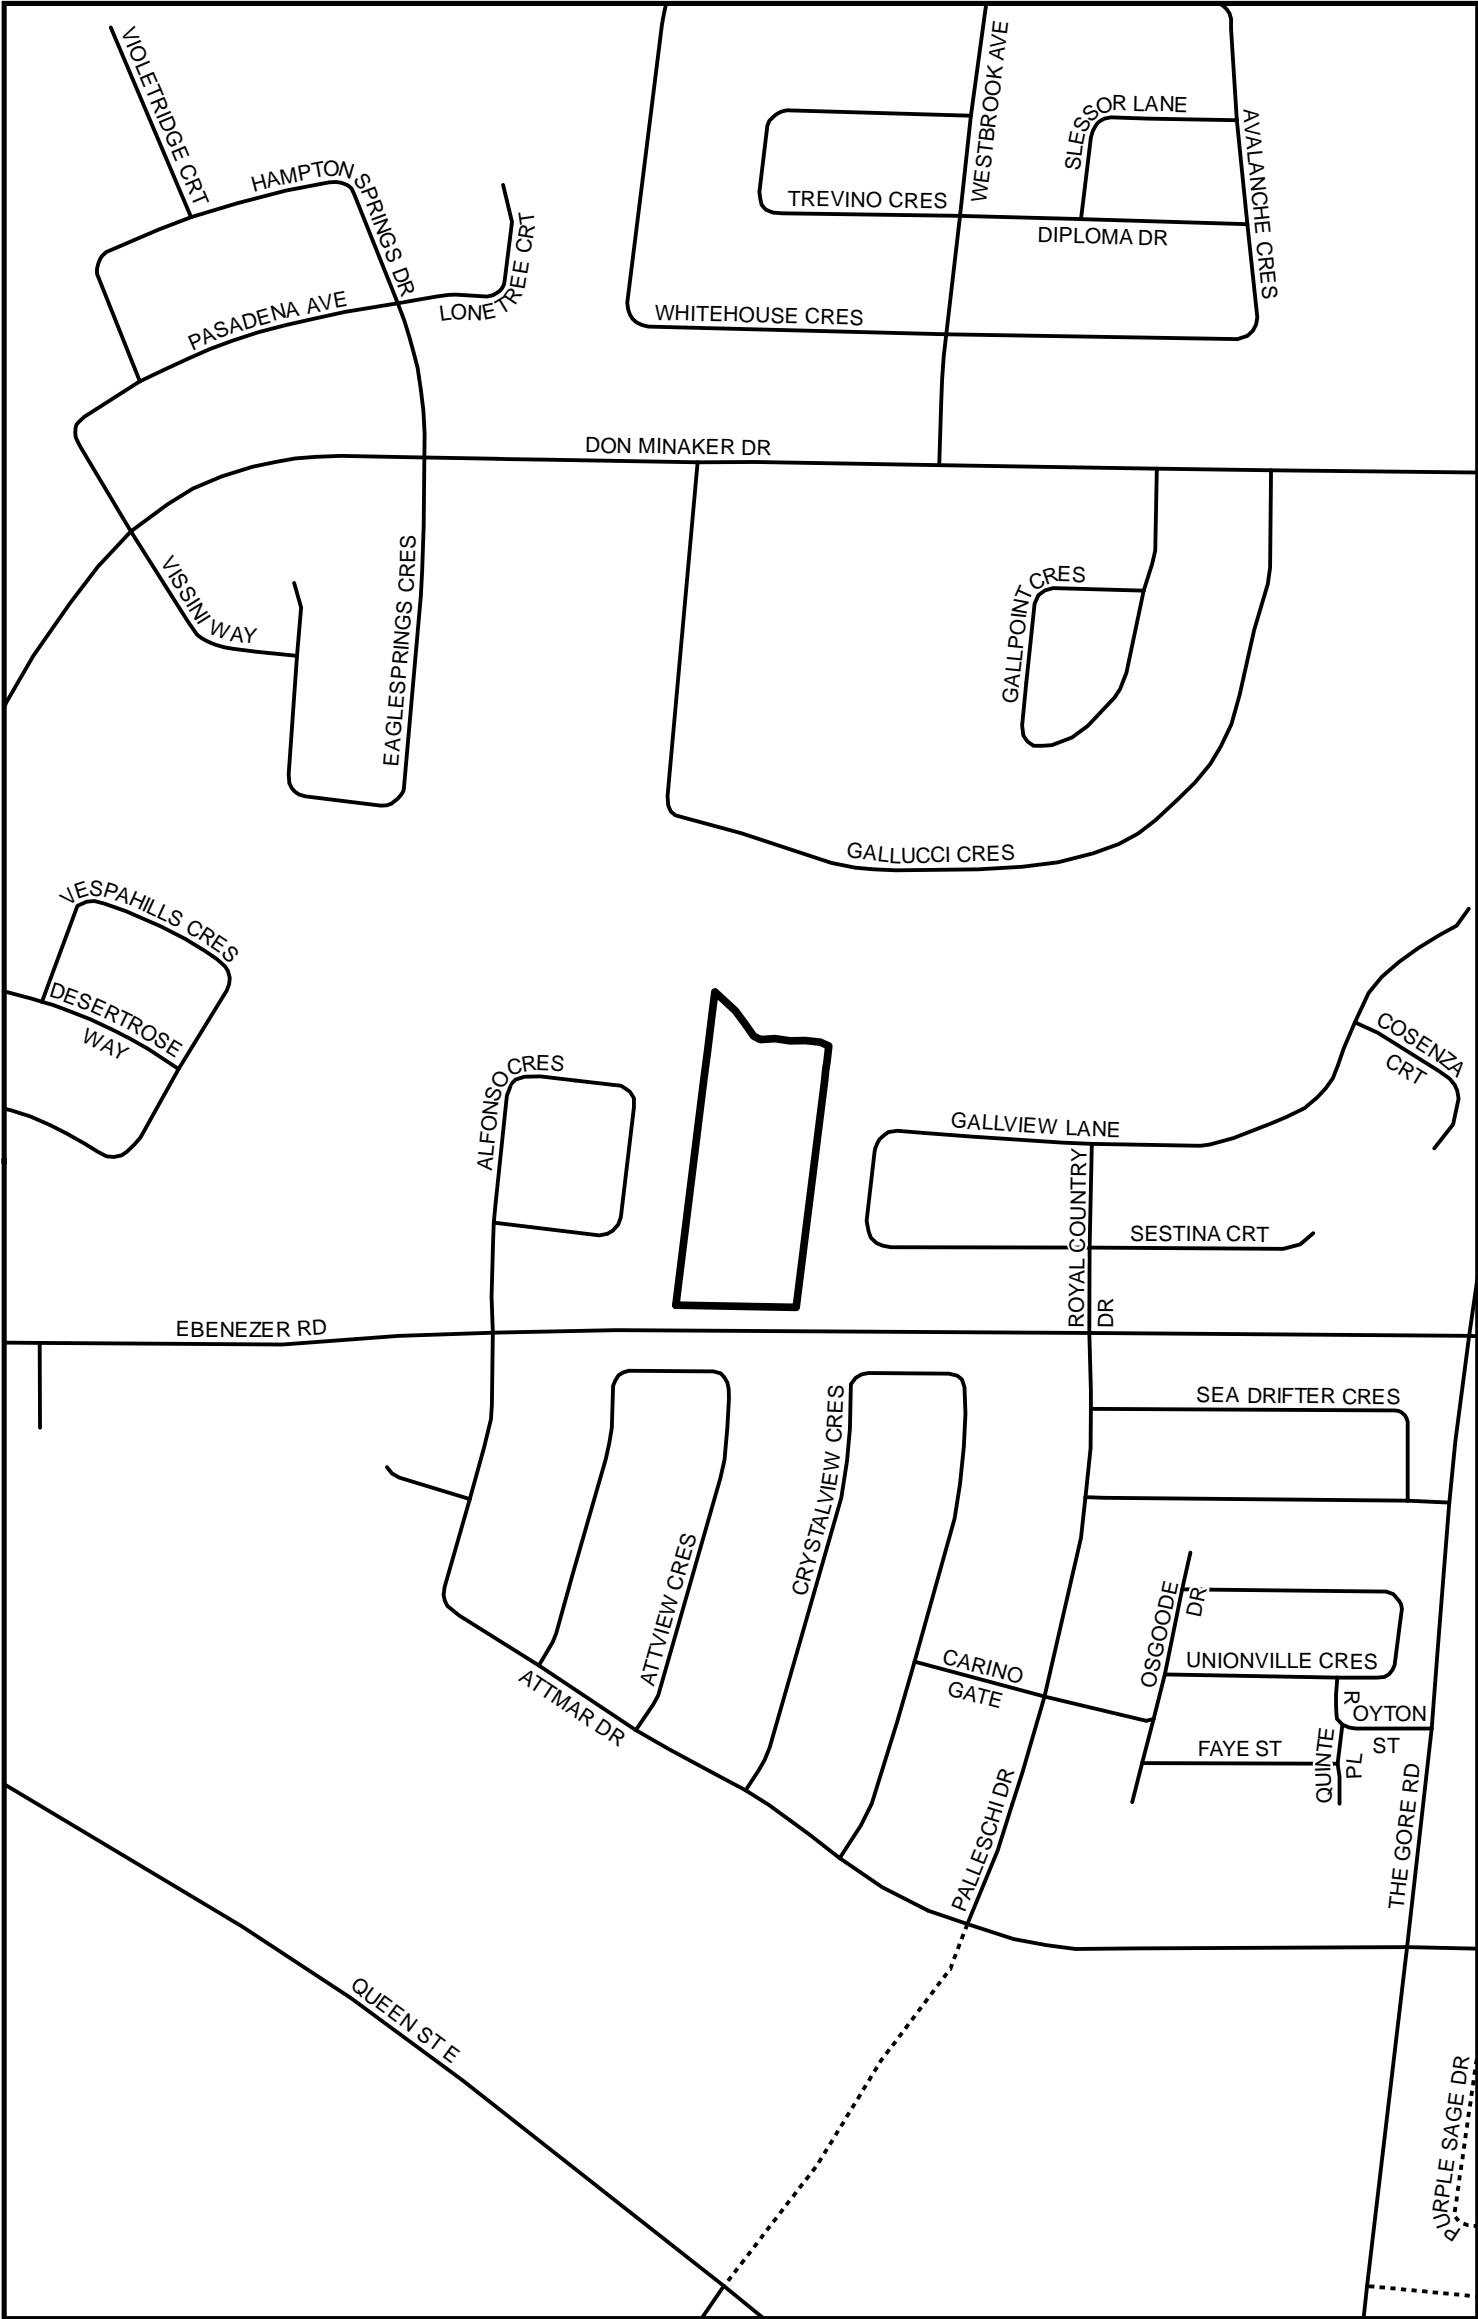 VIOLETRIDGE CRT
WESTBROOK AVE
SLESSOR LANE
AVALANCHE CRES
HAMPTON SPRINGS DR
TREVINO CRES
DIPLOMA DR
LONETREE CRT
PASADENA AVE
WHITEHOUSE CRES
DON MINAKER DR
VISSINI WAY
EAGLESPRINGS CRES
GALLPOINT CRES
GALLUCCI CRES
VESPAHILLS CRES
DESERTROSE
WAY
COSENZA
CRT
ALFONSO CRES
GALLVIEW LANE
ROYAL COUNTRY
DR
SESTINA CRT
EBENEZER RD
SEA DRIFTER CRES
CRYSTALVIEW CRES
ATTVIEW CRES
OSGOODE
DR
UNIONVILLE CRES
CARINO
GATE
ATTMAR DR
ROYTON
ST
FAYE ST
QUINTE
PL
PALLESCHI DR
THE GORE RD
QUEEN ST E
PURPLE SAGE DR